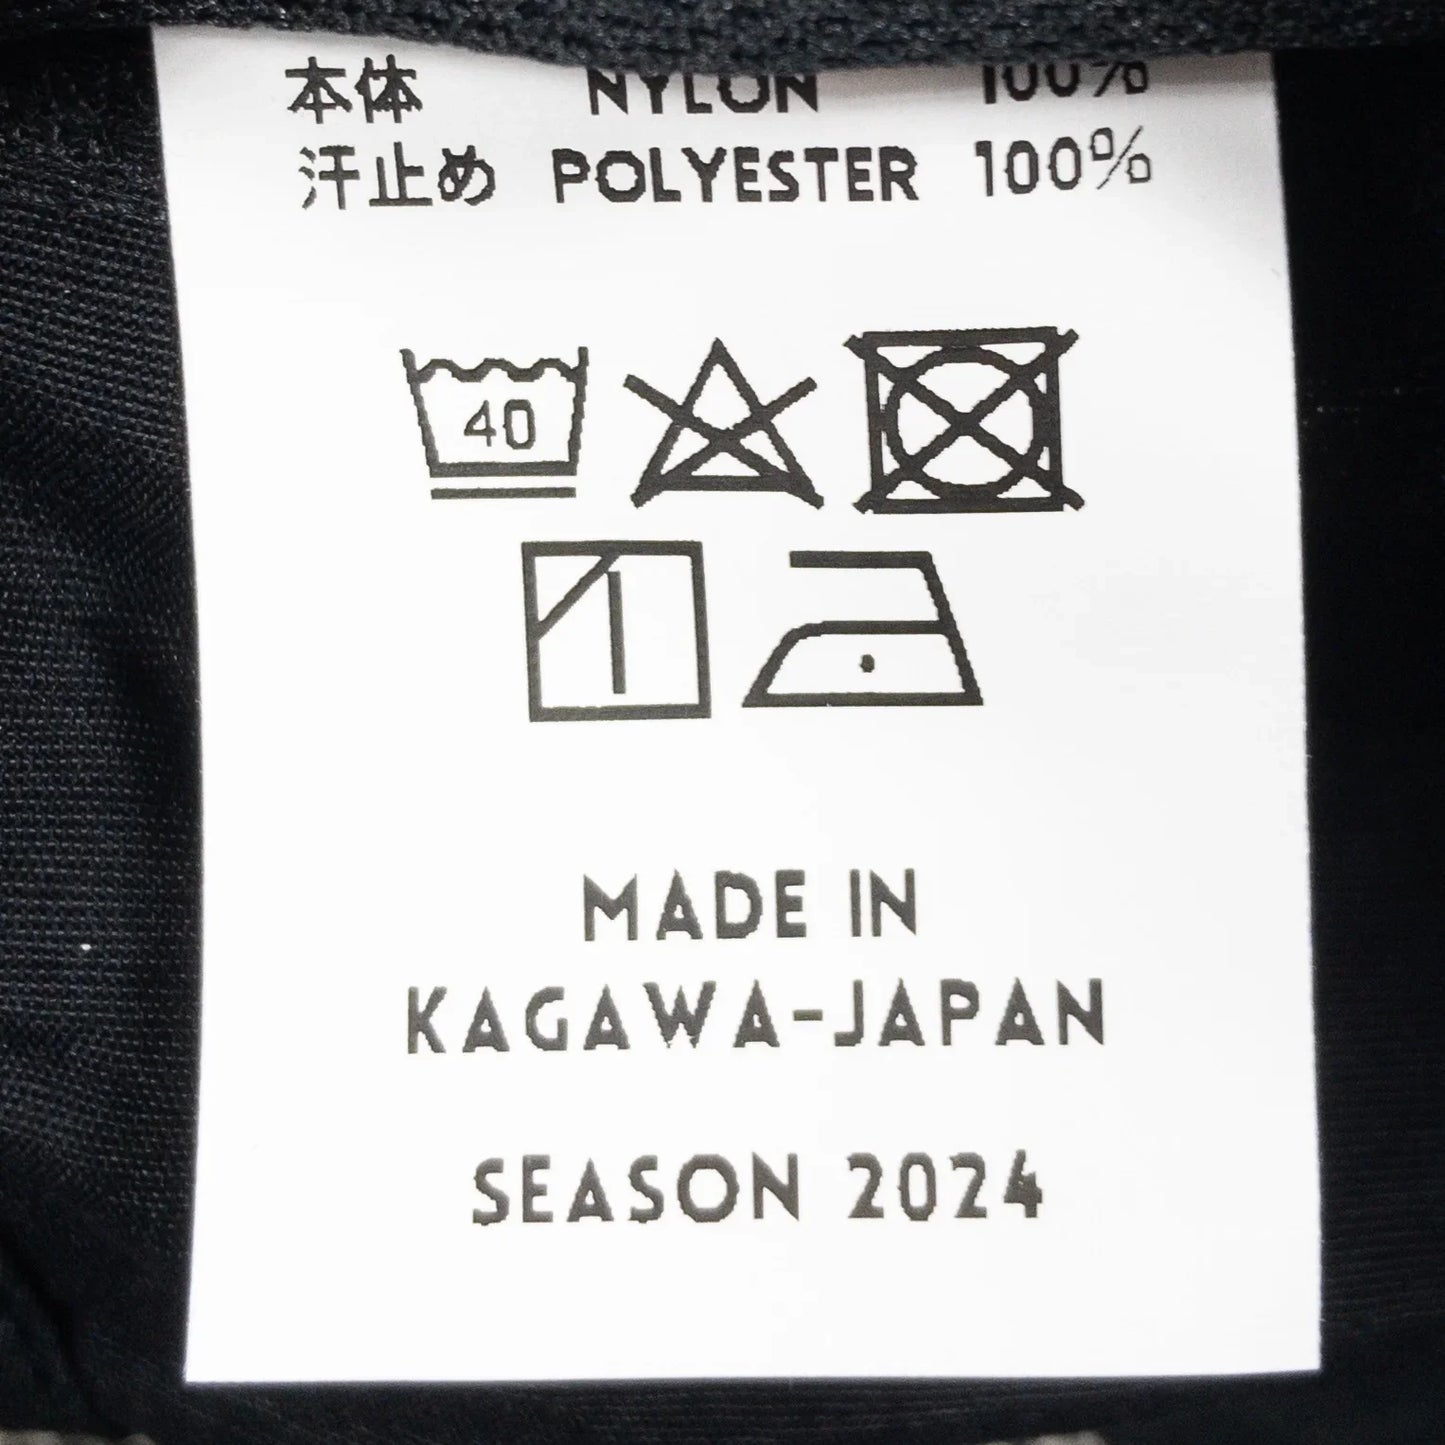 本体 NYLON 100%
汗止め POLYESTER 100%
40
MADE IN
KAGAWA-JAPAN
SEASON 2024